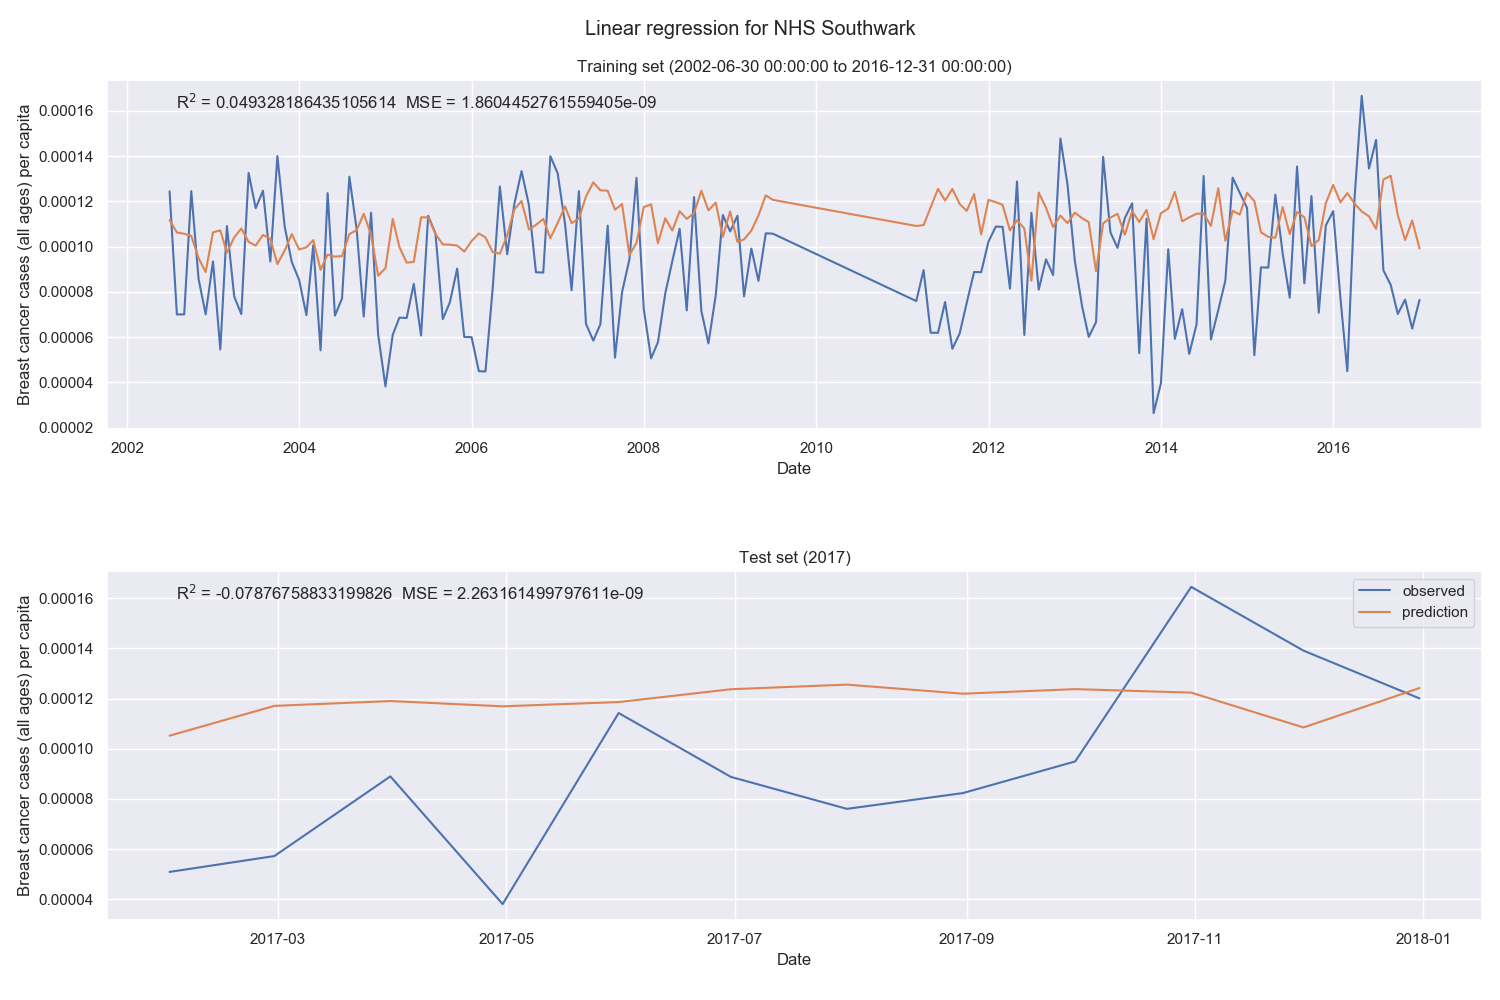 Linear regression for NHS Southwark
Training set (2002-06-30 00:00:00 to 2016-12-31 00:00:00)
R² = 0.049328186435105614 MSE = 1.8604452761559405e-09
Breast cancer cases (all ages) per capita
0.00016
0.00014
0.00012
0.00010
0.00008
0.00006
0.00004
0.00002
2002 2004 2006 2008 2010 2012 2014 2016
Date
Test set (2017)
R² = -0.07876758833199826 MSE = 2.263161499797611e-09
observed
prediction
Breast cancer cases (all ages) per capita
0.00016
0.00014
0.00012
0.00010
0.00008
0.00006
0.00004
2017-03 2017-05 2017-07 2017-09 2017-11 2018-01
Date